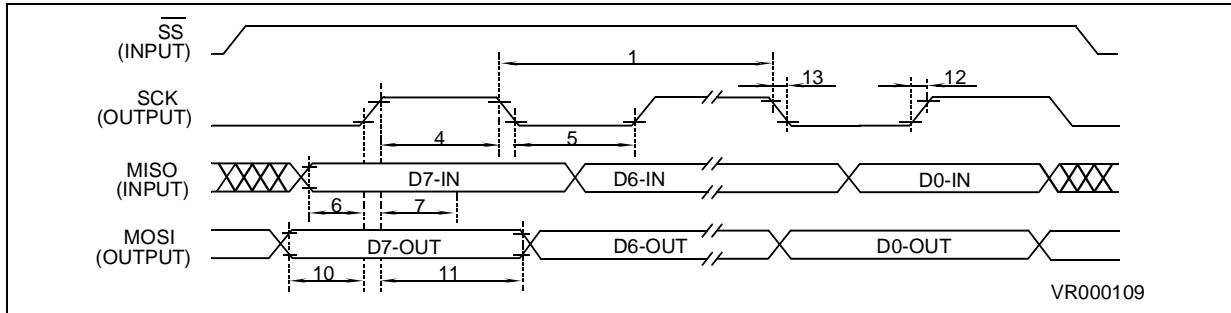 SS
(INPUT)
1
13
12
SCK
(OUTPUT)
4
5
MISO
(INPUT)
D7-IN
D6-IN
D0-IN
6
7
MOSI
(OUTPUT)
D7-OUT
D6-OUT
D0-OUT
10
11
VR000109